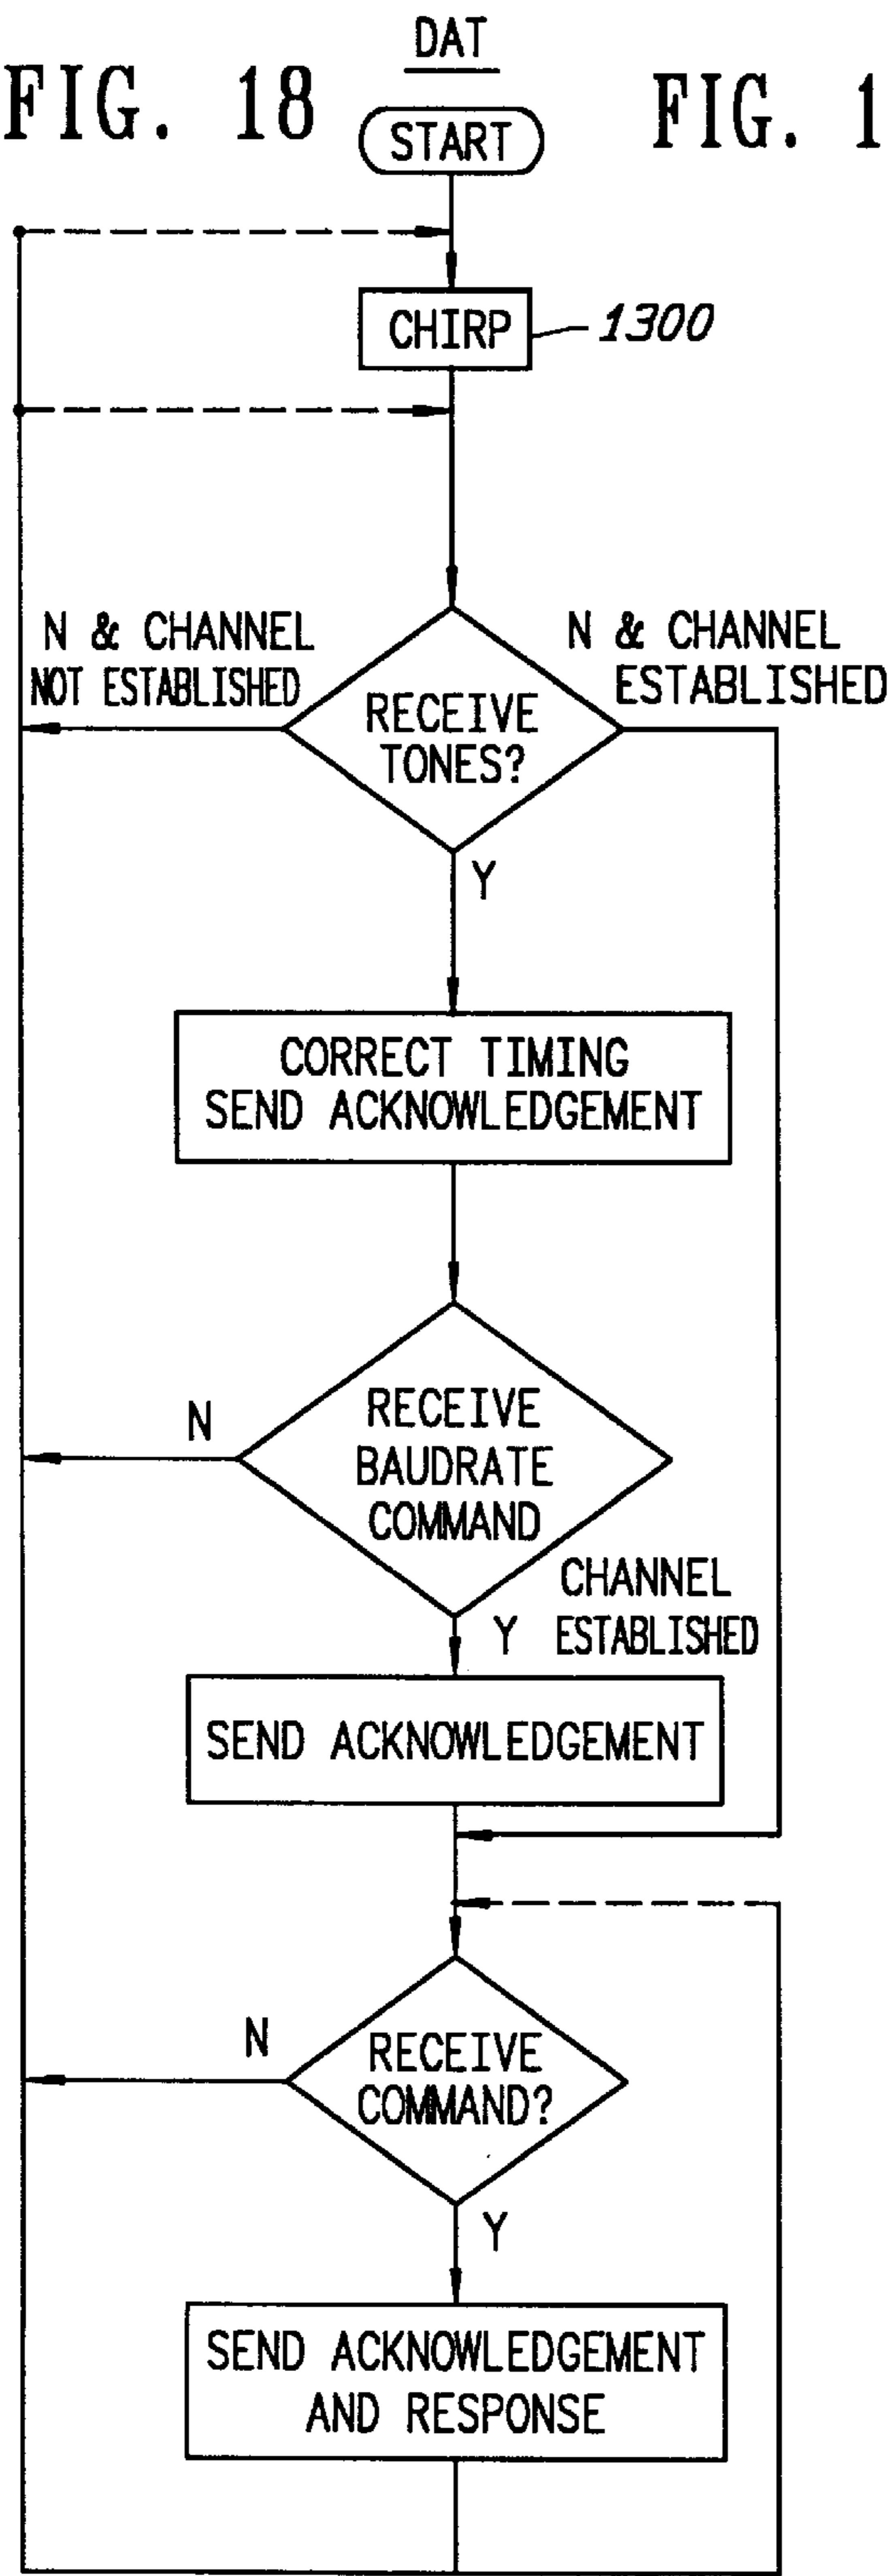 DAT
FIG. 18
FIG. 1
START
CHIRP
1300
N & CHANNEL
NOT ESTABLISHED
N & CHANNEL
ESTABLISHED
RECEIVE
TONES?
Y
CORRECT TIMING
SEND ACKNOWLEDGEMENT
RECEIVE
BAUDRATE
COMMAND
N
CHANNEL
ESTABLISHED
Y
SEND ACKNOWLEDGEMENT
RECEIVE
COMMAND?
N
Y
SEND ACKNOWLEDGEMENT
AND RESPONSE